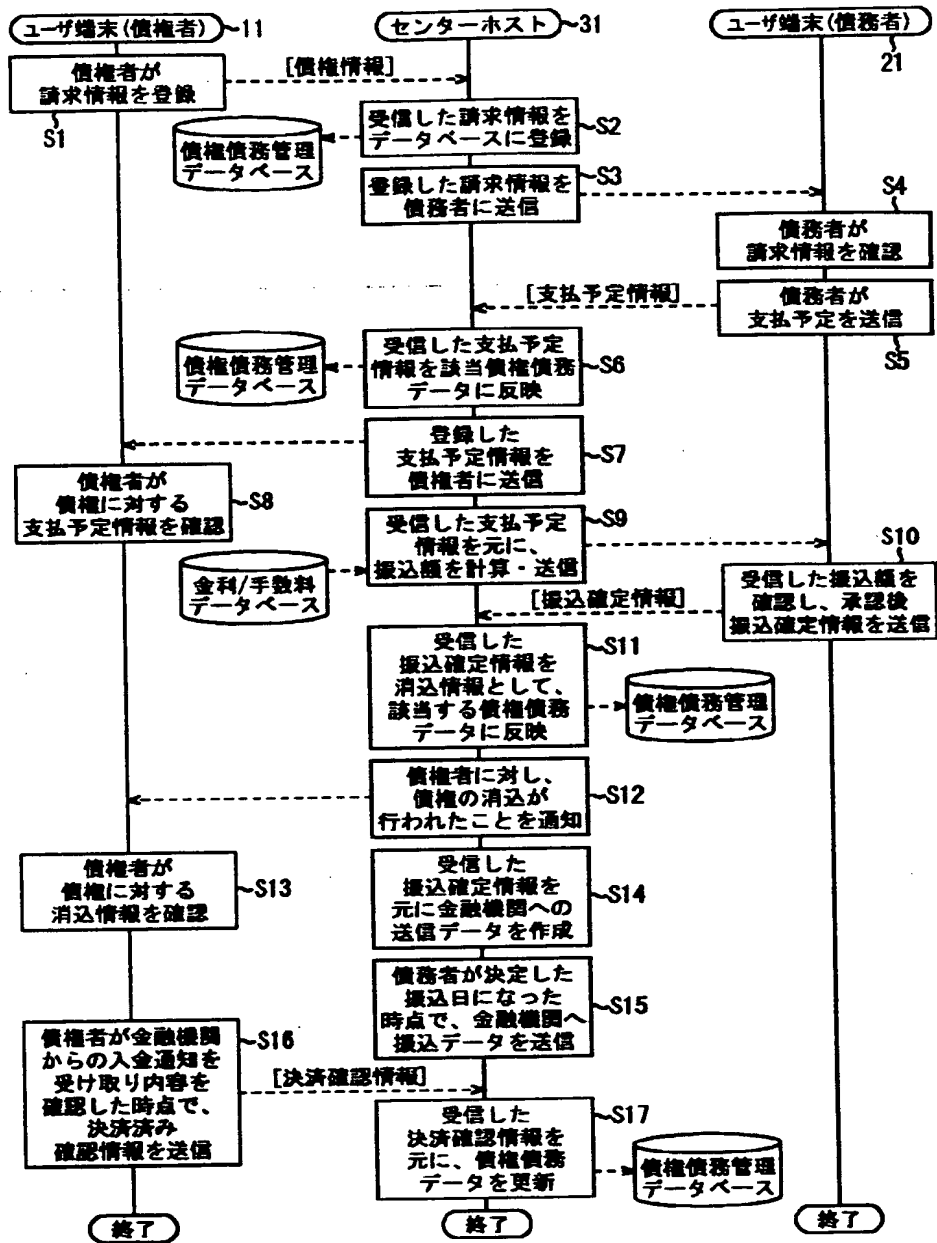 ユーザ端末(債権者)
11
センターホスト
31
ユーザ端末(債務者)
21
債権者が
請求情報を登録
S1
[債権情報]
受信した請求情報を
データベースに登録
S2
債権債務管理
データベース
登録した請求情報を
債務者に送信
S3
債務者が
請求情報を確認
S4
債務者が
支払予定を送信
S5
[支払予定情報]
受信した支払予定
情報を該当債権債務
データに反映
S6
債権債務管理
データベース
登録した
支払予定情報を
債権者に送信
S7
債権者が
債権に対する
支払予定情報を確認
S8
受信した支払予定
情報を元に、
振込額を計算・送信
S9
金利/手数料
データベース
受信した振込額を
確認し、承認後
振込確定情報を送信
S10
[振込確定情報]
受信した
振込確定情報を
消込情報として、
該当する債権債務
データに反映
S11
債権債務管理
データベース
債権者に対し、
債権の消込が
行われたことを通知
S12
債権者が
債権に対する
消込情報を確認
S13
受信した
振込確定情報を
元に金融機関への
送信データを作成
S14
債務者が決定した
振込日になった
時点で、金融機関へ
振込データを送信
S15
債権者が金融機関
からの入金通知を
受け取り内容を
確認した時点で、
決済済み
確認情報を送信
S16
[決済確認情報]
受信した
決済確認情報を
元に、債権債務
データを更新
S17
債権債務管理
データベース
終了
終了
終了